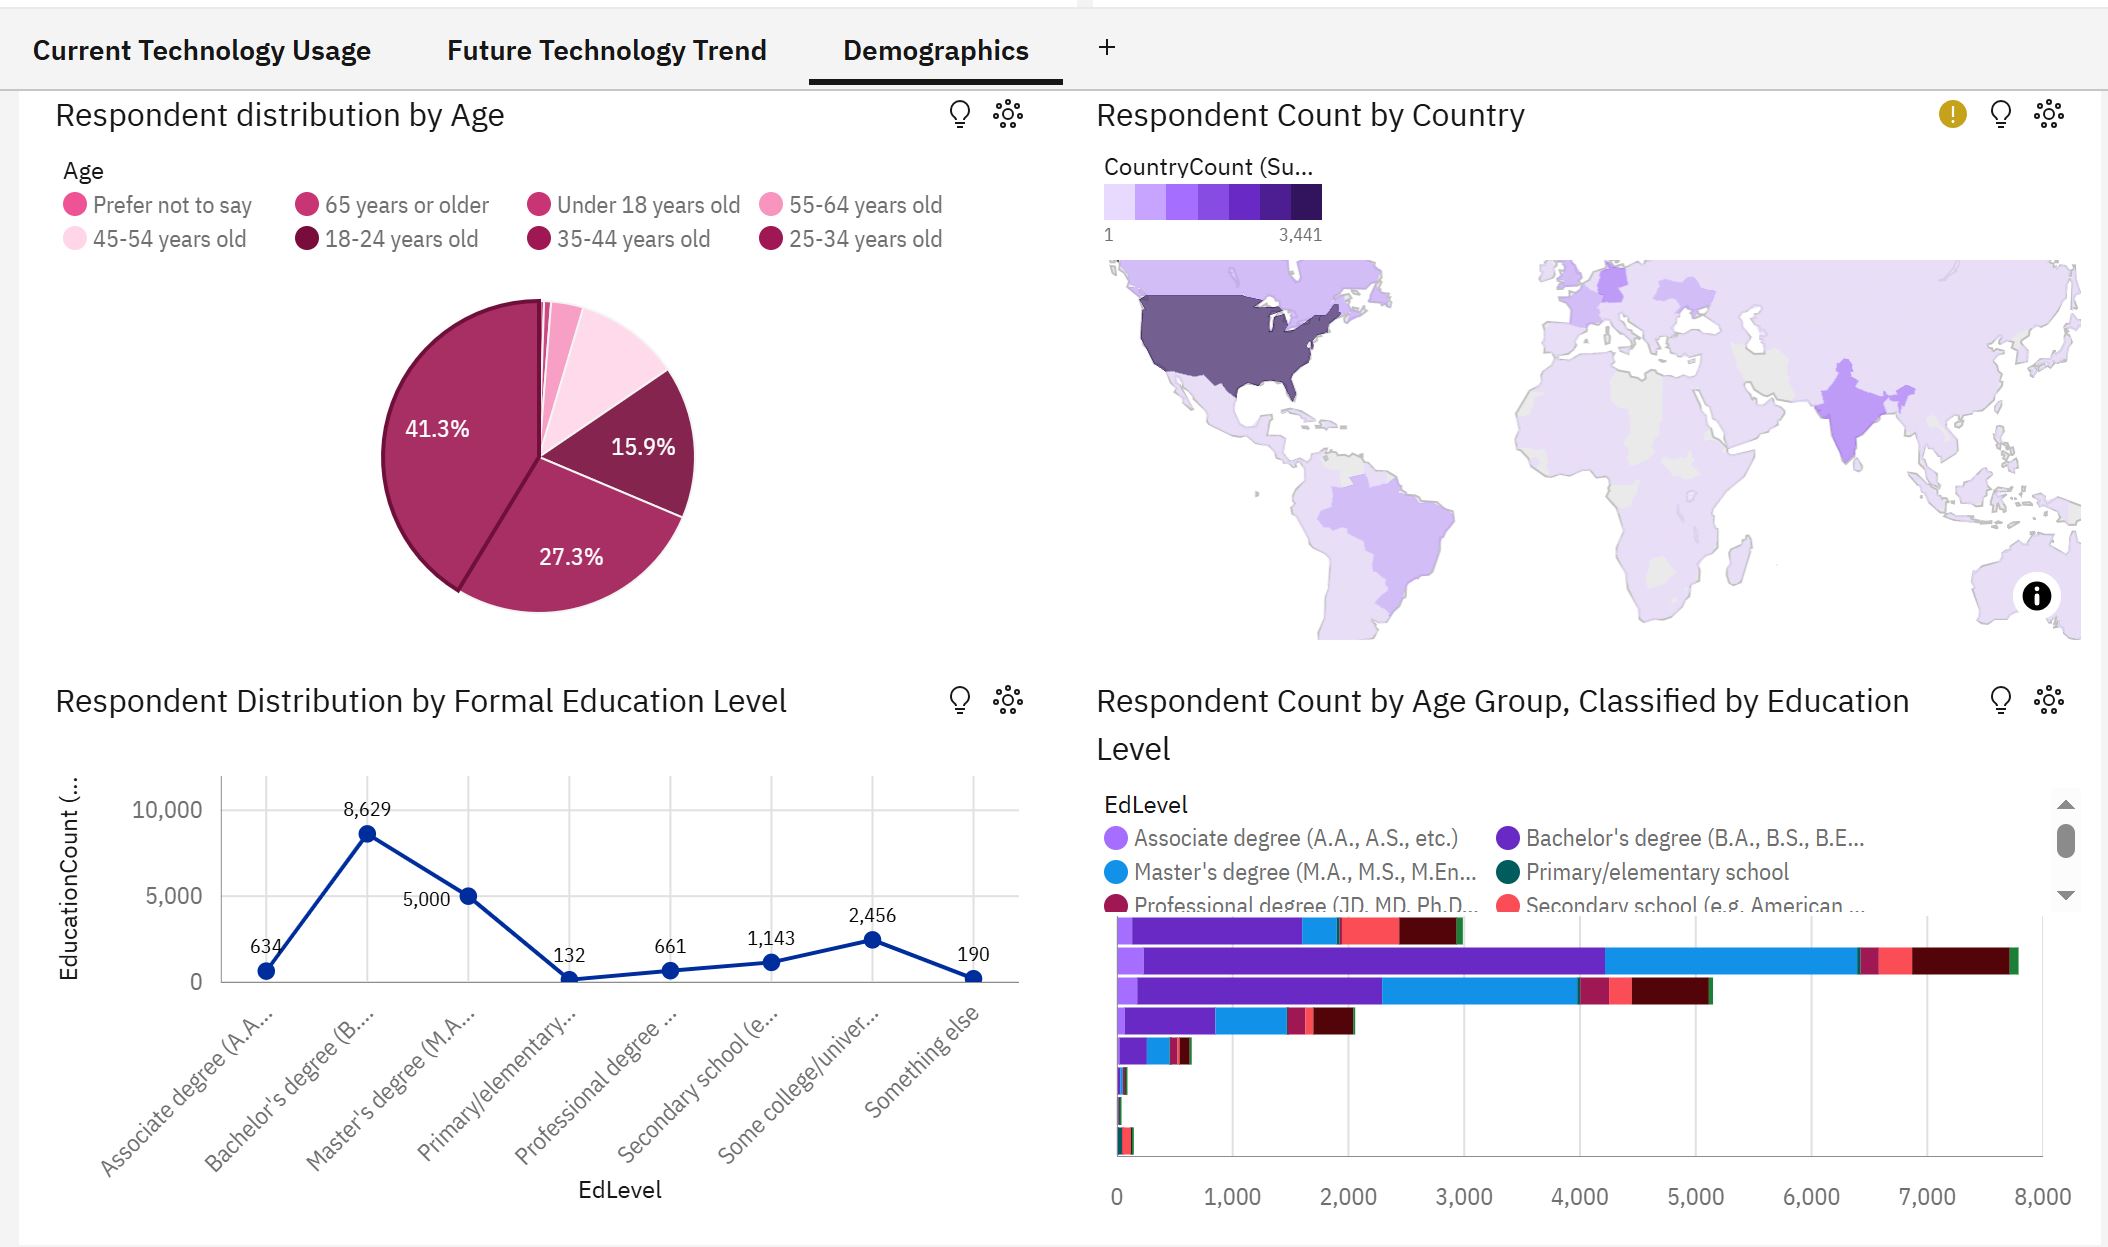 Current Technology Usage Future Technology Trend Demographics +
Respondent distribution by Age
Age
Prefer not to say 65 years or older Under 18 years old 55-64 years old
45-54 years old 18-24 years old 35-44 years old 25-34 years old
41.3%
15.9%
27.3%
Respondent Count by Country
CountryCount (Su...
1 3,441
Respondent Distribution by Formal Education Level
EducationCount (...
10,000
5,000
0
634
8,629
5,000
132
661
1,143
2,456
190
Associate degree (A.A...
Bachelor's degree (B....
Master's degree (M.A...
Primary/elementary...
Professional degree ...
Secondary school (e...
Some college/univer...
Something else
EdLevel
Respondent Count by Age Group, Classified by Education
Level
EdLevel
Associate degree (A.A., A.S., etc.) Bachelor's degree (B.A., B.S., B.E...
Master's degree (M.A., M.S., M.En... Primary/elementary school
Professional degree (JD, MD, Ph.D... Secondary school (e.g. American ...
0 1,000 2,000 3,000 4,000 5,000 6,000 7,000 8,000